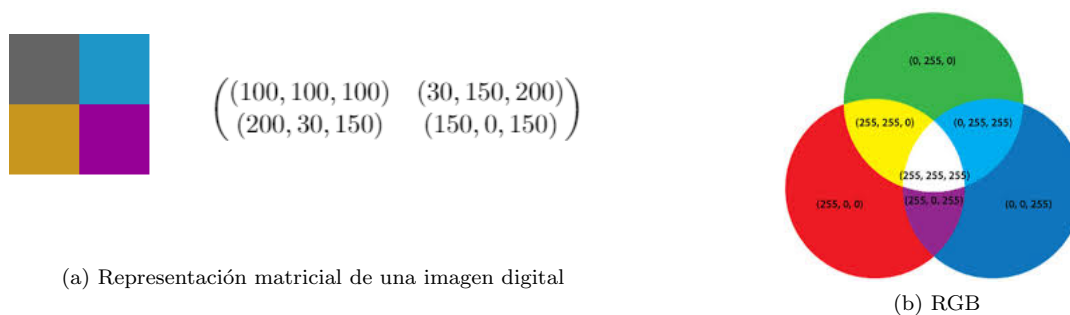 (100, 100, 100) (30, 150, 200)
(200, 30, 150) (150, 0, 150)
(a) Representación matricial de una imagen digital
(0, 255, 0)
(255, 255, 0) (0, 255, 255)
(255, 255, 255)
(255, 0, 0) (255, 0, 255) (0, 0, 255)
(b) RGB